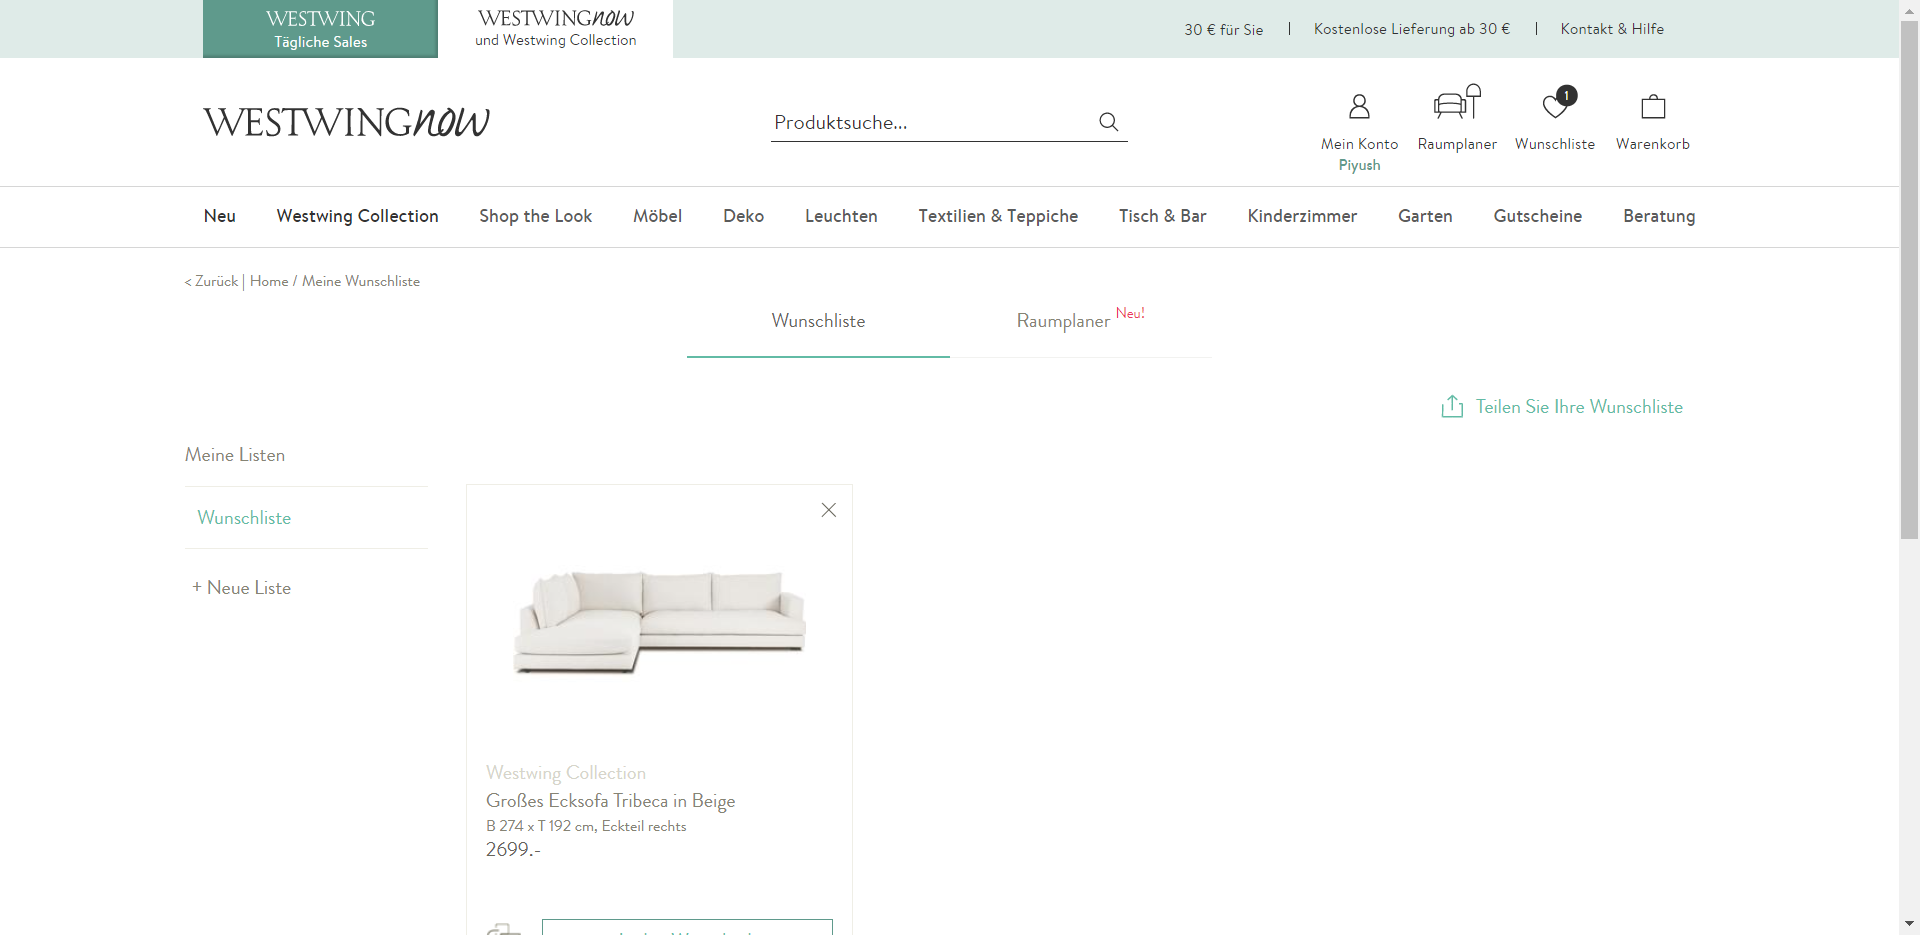 WESTWING
Tägliche Sales
WESTWINGnow
und Westwing Collection
30 € für Sie
Kostenlose Lieferung ab 30 €
Kontakt & Hilfe
WESTWINGnow
Produktsuche...
1
Mein Konto
Piyush
Raumplaner
Wunschliste
Warenkorb
Neu Westwing Collection Shop the Look Möbel Deko Leuchten Textilien & Teppiche Tisch & Bar Kinderzimmer Garten Gutscheine Beratung
< Zurück | Home / Meine Wunschliste
Wunschliste
Raumplaner Neu!
Teilen Sie Ihre Wunschliste
Meine Listen
Wunschliste
+ Neue Liste
Westwing Collection
Großes Ecksofa Tribeca in Beige
B 274 x T 192 cm, Eckteil rechts
2699.-